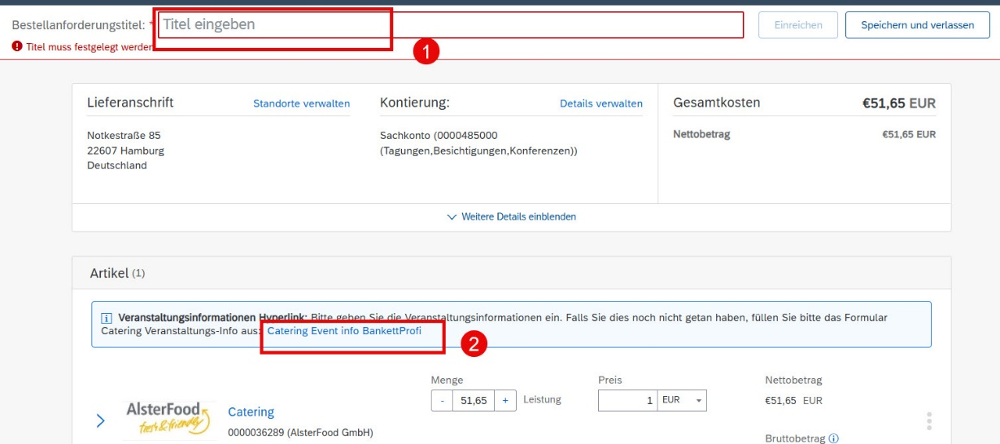 Bestellanforderungstitel: * Titel eingeben
Einreichen
Speichern und verlassen
Titel muss festgelegt werden
1
Lieferanschrift
Standorte verwalten
Notkestraße 85
22607 Hamburg
Deutschland
Kontierung:
Details verwalten
Sachkonto (0000485000
(Tagungen,Besichtigungen,Konferenzen))
Gesamtkosten
€51,65 EUR
Nettobetrag
€51,65 EUR
Weitere Details einblenden
Artikel (1)
Veranstaltungsinformationen Hyperlink: Bitte geben Sie die Veranstaltungsinformationen ein. Falls Sie dies noch nicht getan haben, füllen Sie bitte das Formular
Catering Veranstaltungs-Info aus: Catering Event info BankettProfi
2
AlsterFood
fresh & friendly
Catering
0000036289 (AlsterFood GmbH)
Menge
- 51,65 + Leistung
Preis
1 EUR
Nettobetrag
€51,65 EUR
Bruttobetrag